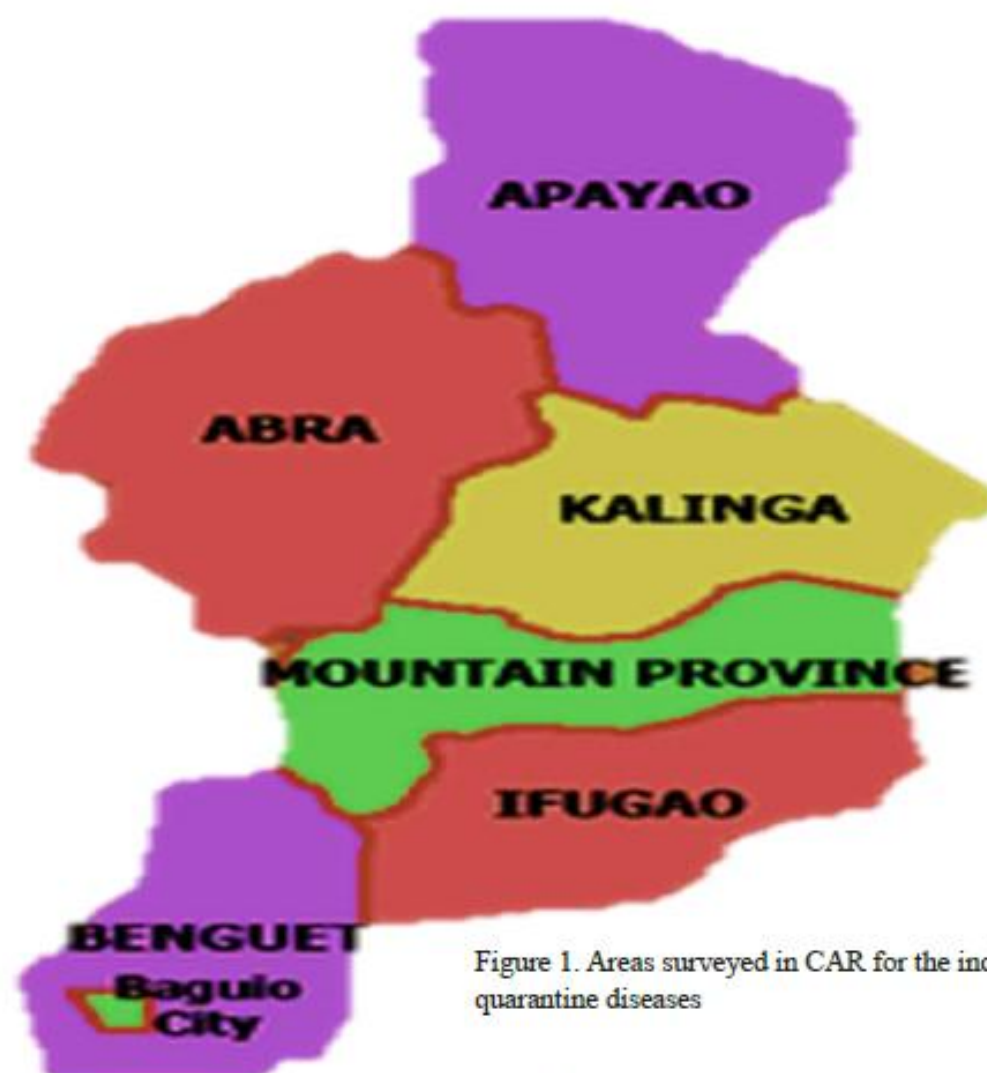 APAYAO
ABRA
KALINGA
MOUNTAIN PROVINCE
IFUGAO
BENGUET
Baguio
City
Figure 1. Areas surveyed in CAR for the
quarantine diseases